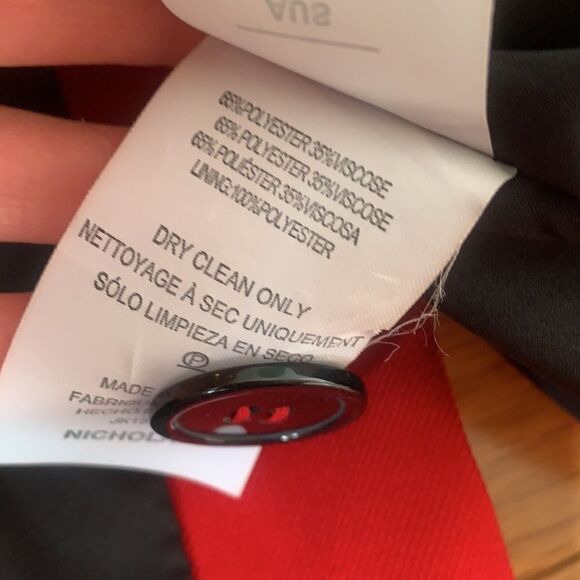 AUS
65%POLYESTER 35%VISCOSE
65% POLYESTER 35%VISCOSE
65% POLIÉSTER 35%VISCOSA
LINING:100%POLYESTER
DRY CLEAN ONLY
NETTOYAGE À SEC UNIQUEMENT
SÓLO LIMPIEZA EN SECO
P
MADE
HECHO